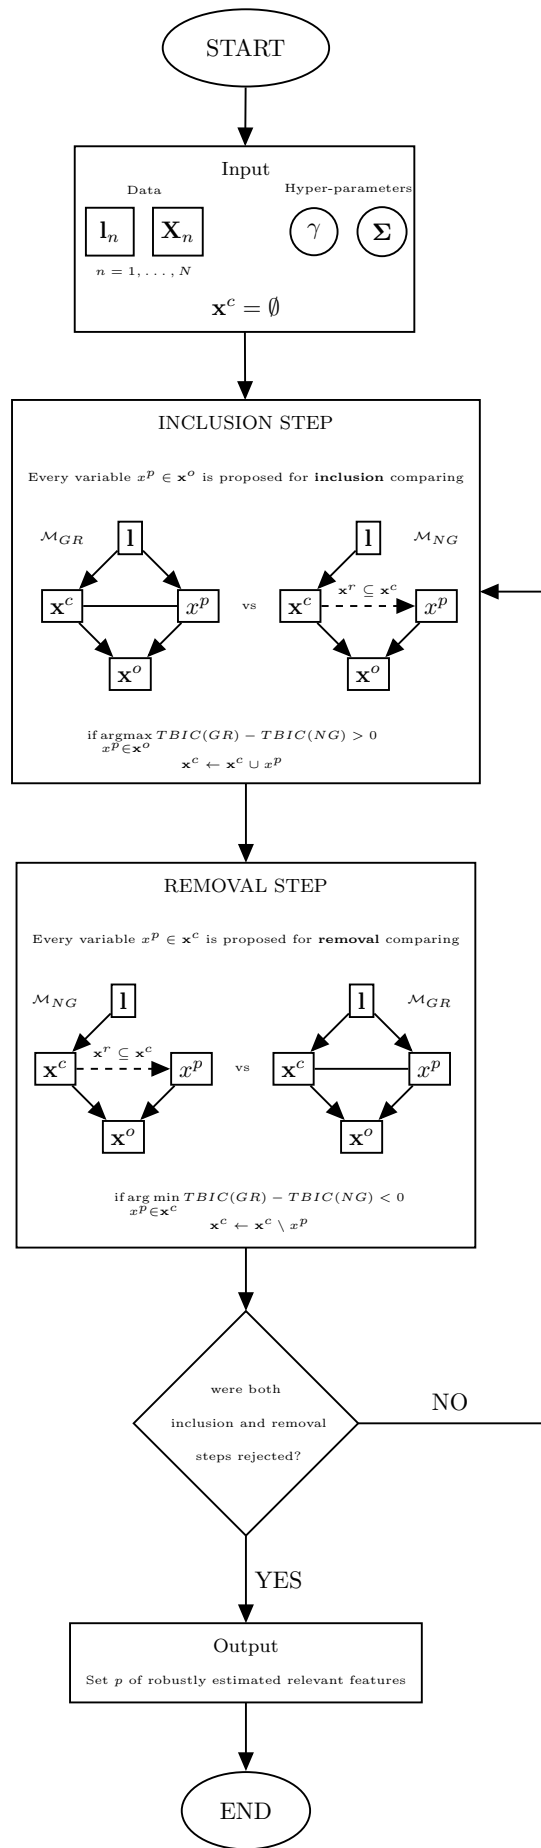 START
Input
Data Hyper-parameters
l_n X_n γ Σ
n = 1, . . . , N
x^c = ∅
INCLUSION STEP
Every variable x^p ∈ x^o is proposed for inclusion comparing
M_GR l l M_NG
x^c x^p vs x^c x^r ⊆ x^c x^p
x^o x^o
if argmax TBIC(GR) − TBIC(NG) > 0
x^p∈x^o
x^c ← x^c ∪ x^p
REMOVAL STEP
Every variable x^p ∈ x^c is proposed for removal comparing
M_NG l l M_GR
x^c x^r ⊆ x^c x^p vs x^c x^p
x^o x^o
if arg min TBIC(GR) − TBIC(NG) < 0
x^p∈x^c
x^c ← x^c \ x^p
were both
inclusion and removal
steps rejected?
NO
YES
Output
Set p of robustly estimated relevant features
END